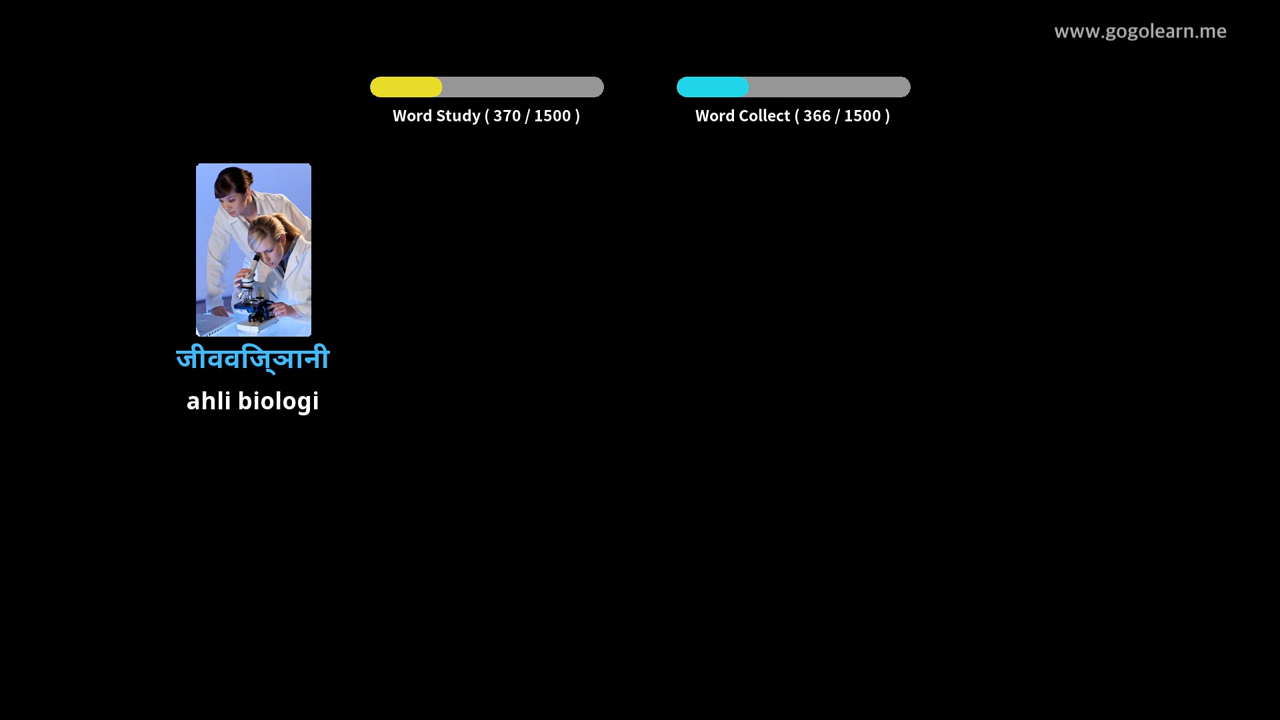 www.gogolearn.me
Word Study ( 370 / 1500 )
Word Collect ( 366 / 1500 )
जीववजि्ञानी
ahli biologi